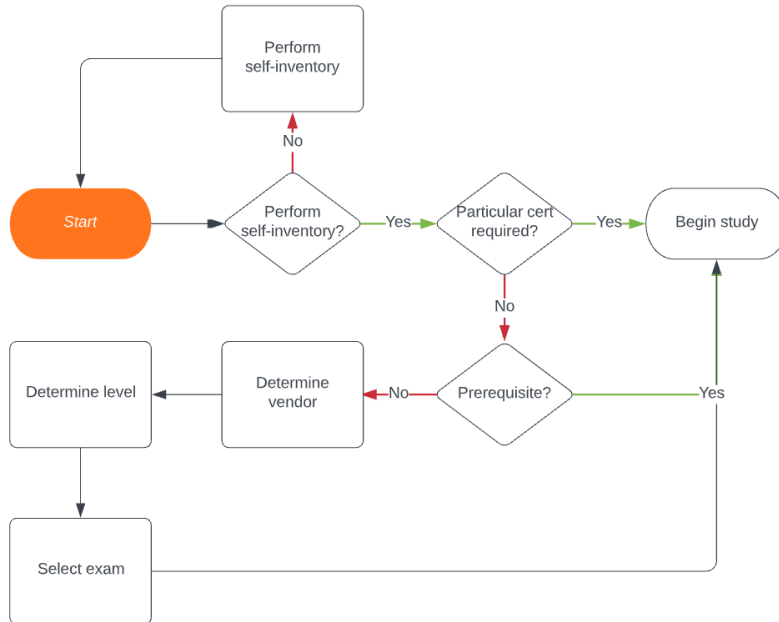 Perform
self-inventory
No
Start
Perform
self-inventory?
Yes
Particular cert
required?
Yes
Begin study
No
Determine level
Determine
vendor
No
Prerequisite?
Yes
Select exam